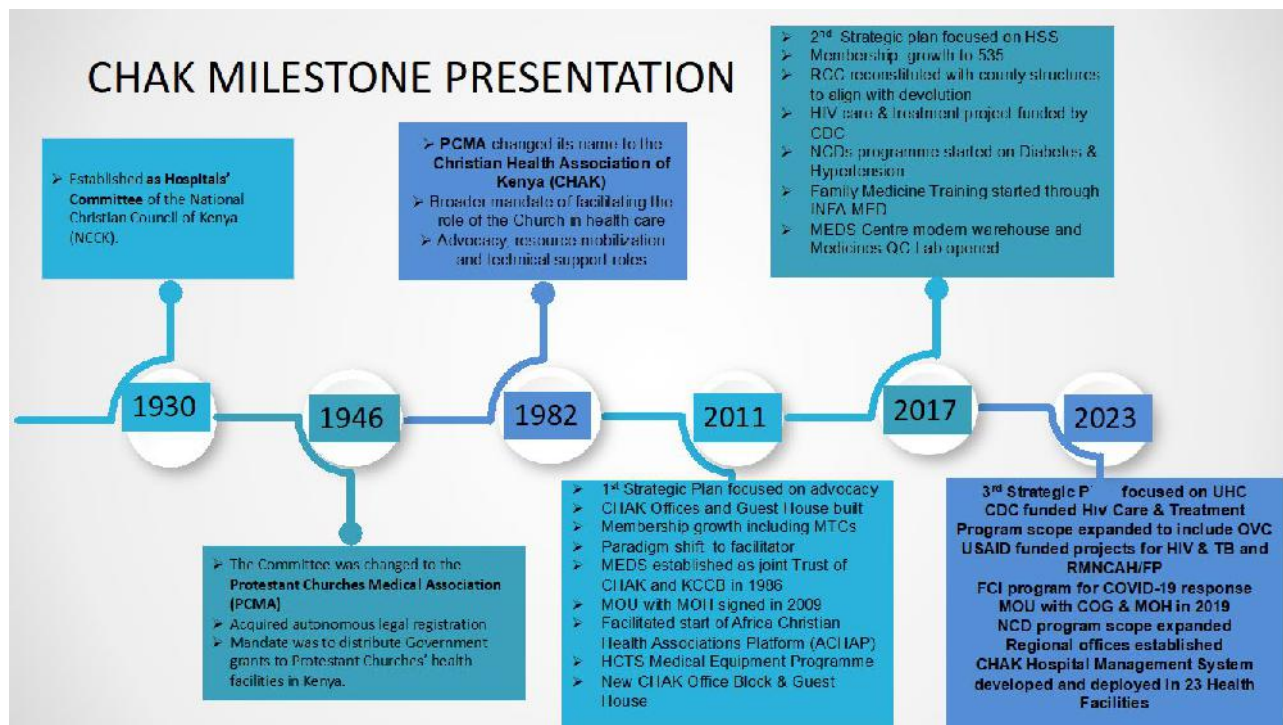 CHAK MILESTONE PRESENTATION
➢ Established as Hospitals'
Committee of the National
Christian Council of Kenya
(NCCK).
1930
1946
➢ The Committee was changed to the
Protestant Churches Medical Association
(PCMA)
➢ Acquired autonomous legal registration
➢ Mandate was to distribute Government
grants to Protestant Churches' health
facilities in Kenya.
➢ PCMA changed its name to the
Christian Health Association of
Kenya (CHAK)
➢ Broader mandate of facilitating the
role of the Church in health care
➢ Advocacy, resource mobilization
and technical support roles
1982
2011
➢ 1st Strategic Plan focused on advocacy
➢ CHAK Offices and Guest House built
➢ Membership growth including MTCs
➢ Paradigm shift to facilitator
➢ MEDS established as joint Trust of
CHAK and KCCB in 1986
➢ MOU with MOH signed in 2009
➢ Facilitated start of Africa Christian
Health Associations Platform (ACHAP)
➢ HCTS Medical Equipment Programme
➢ New CHAK Office Block & Guest
House
➢ 2nd Strategic plan focused on HSS
➢ Membership growth to 535
➢ RCC reconstituted with county structures
to align with devolution
➢ HIV care & treatment project funded by
CDC
➢ NCDs programme started on Diabetes &
Hypertension
➢ Family Medicine Training started through
INFA-MED
➢ MEDS Centre modern warehouse and
Medicines QC Lab opened
2017
2023
3rd Strategic focused on UHC
CDC funded Hiv Care & Treatment
Program scope expanded to include OVC
USAID funded projects for HIV & TB and
RMNCAH/FP
FCI program for COVID-19 response
MOU with COG & MOH in 2019
NCD program scope expanded
Regional offices established
CHAK Hospital Management System
developed and deployed in 23 Health
Facilities